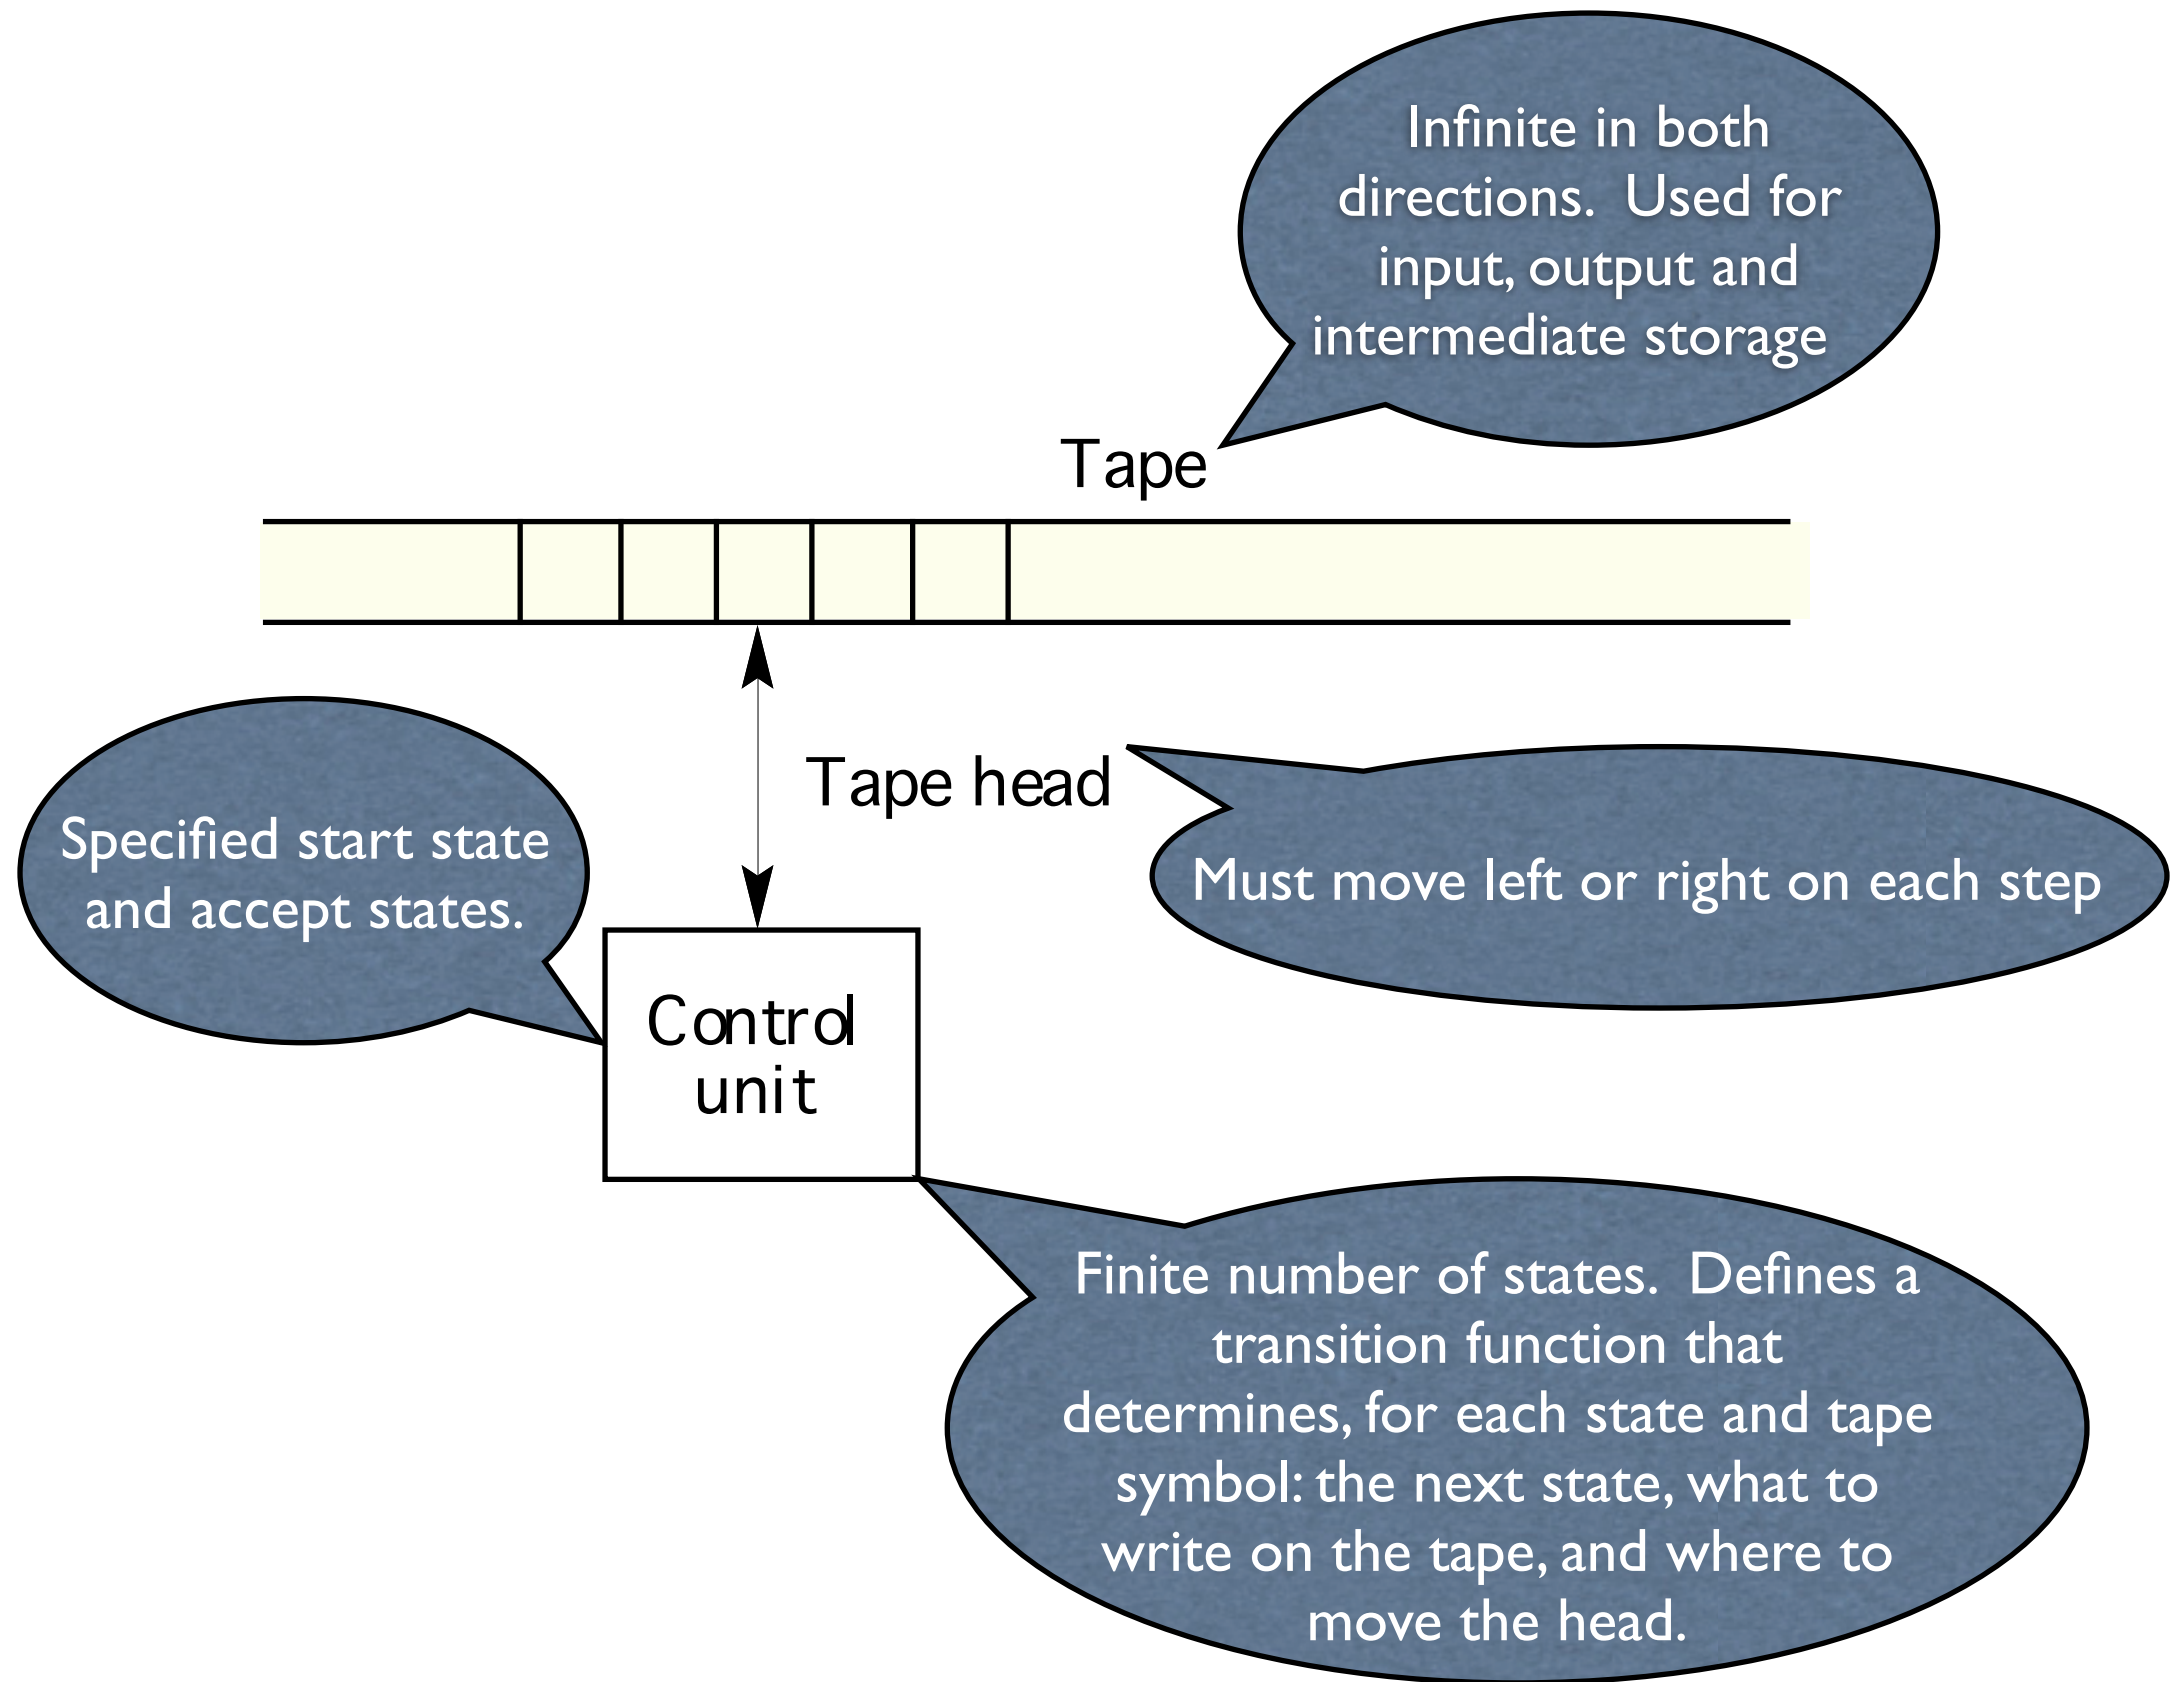 Infinite in both
directions.  Used for
input, output and
intermediate storage
Tape
Tape head
Must move left or right on each step
Specified start state
and accept states.
Control
unit
Finite number of states.  Defines a
transition function that
determines, for each state and tape
symbol: the next state, what to
write on the tape, and where to
move the head.